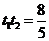 t₁t₂ = 8/5